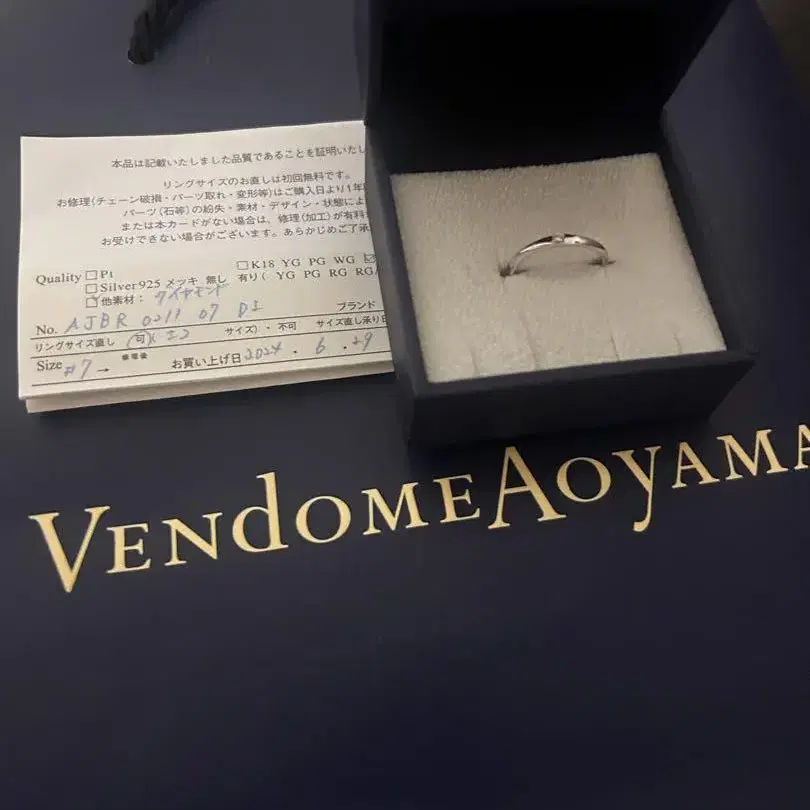 本品は記載いたしました品質であることを証明いたし
リングサイズのお直しは初回無料です。
お修理(チェーン破損・パーツ取れ・変形等)はご購入日より1年
パーツ(石等)の紛失・素材・デザイン・状態によ
または本カードがない場合は、修理(加工)が有料
お受けできない場合がございます。あらかじめご了承
Quality □Pt □K18 YG PG WG
□Silver925 メッキ 無し 有り( YG PG RG RG
他素材: ダイヤモンド
No. AJBR 0211 07 DI ブランド
リングサイズ直し (可) ±2 サイズ)・不可 サイズ直し承り日
Size #7 → お買い上げ日 2024 . 6 . 29
VENDOMEAOYAMA